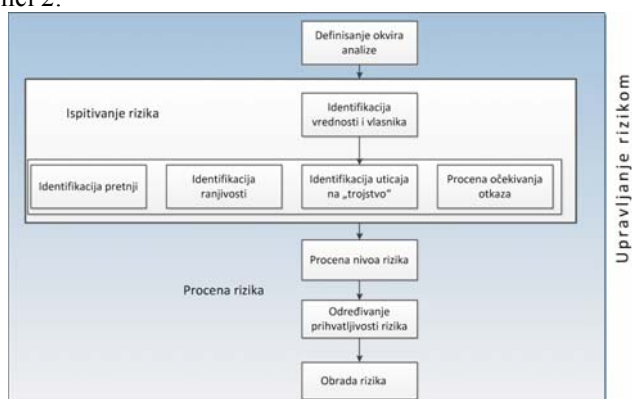 Definisanje okvira
analize
Ispitivanje rizika
Identifikacija
vrednosti i vlasnika
Identifikacija pretnji
Identifikacija
ranjivosti
Identifikacija uticaja
na „trojstvo“
Procena očekivanja
otkaza
Procena nivoa rizika
Procena rizika
Određivanje
prihvatljivosti rizika
Obrada rizika
Upravljanje rizikom